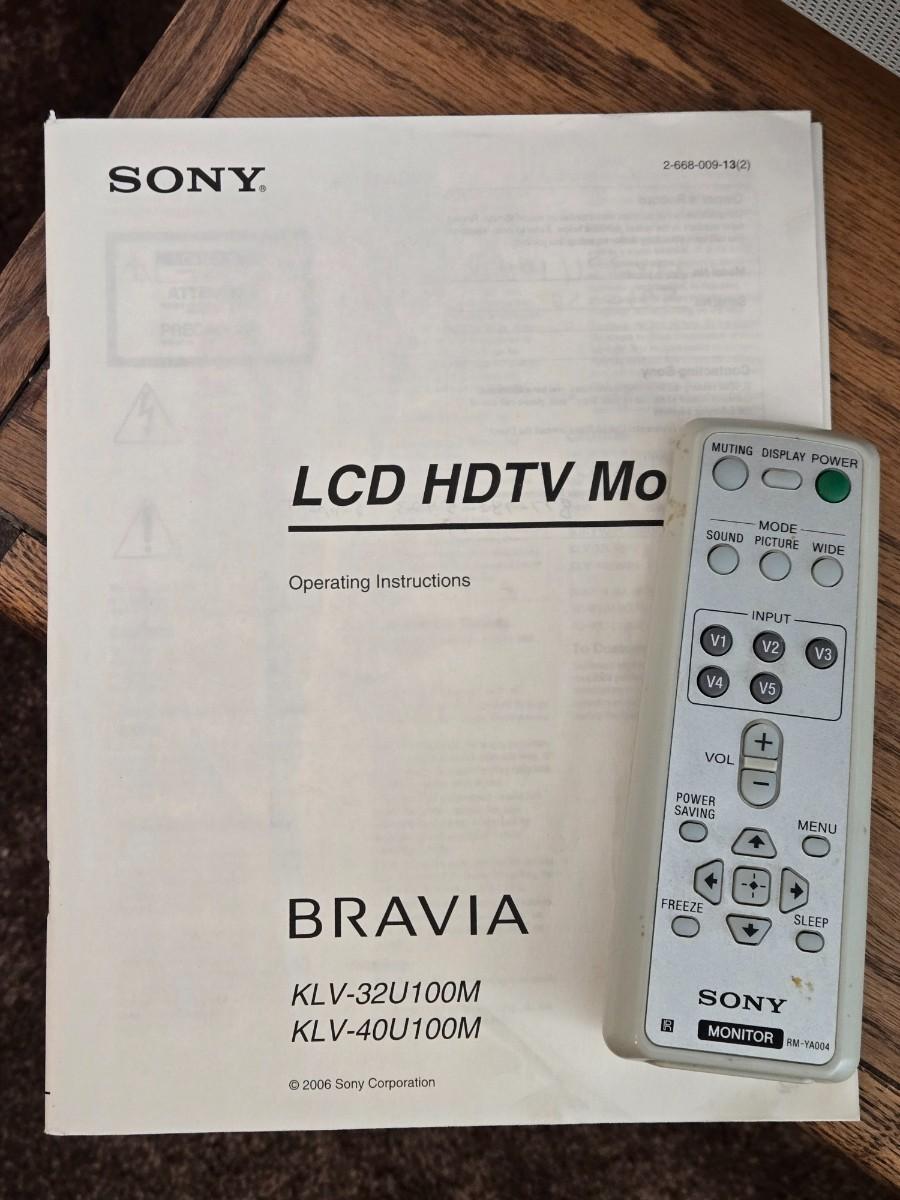 SONY®
2-668-009-13(2)
LCD HDTV Mo
Operating Instructions
BRAVIA
KLV-32U100M
KLV-40U100M
© 2006 Sony Corporation
MUTING DISPLAY POWER
MODE
SOUND PICTURE WIDE
INPUT
V1 V2 V3
V4 V5
+
VOL
−
POWER
SAVING
MENU
FREEZE
SLEEP
SONY
IR
MONITOR RM-YA004